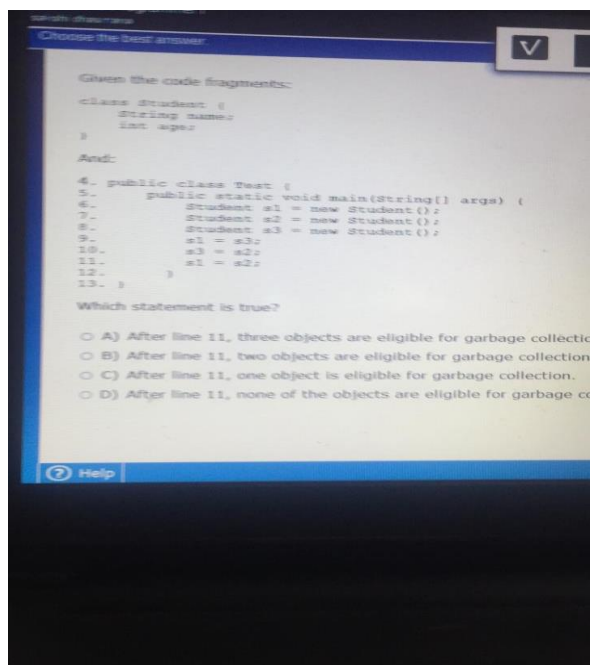 Choose the best answer.
V
Given the code fragments:
class Student {
String name;
int age;
}
And:
4. public class Test {
5. public static void main(String[] args) {
6. Student s1 = new Student();
7. Student s2 = new Student();
8. Student s3 = new Student();
9. s1 = s3;
10. s3 = s2;
11. s1 = s2;
12. }
13. }
Which statement is true?
A) After line 11, three objects are eligible for garbage collectic
B) After line 11, two objects are eligible for garbage collection
C) After line 11, one object is eligible for garbage collection.
D) After line 11, none of the objects are eligible for garbage co
? Help